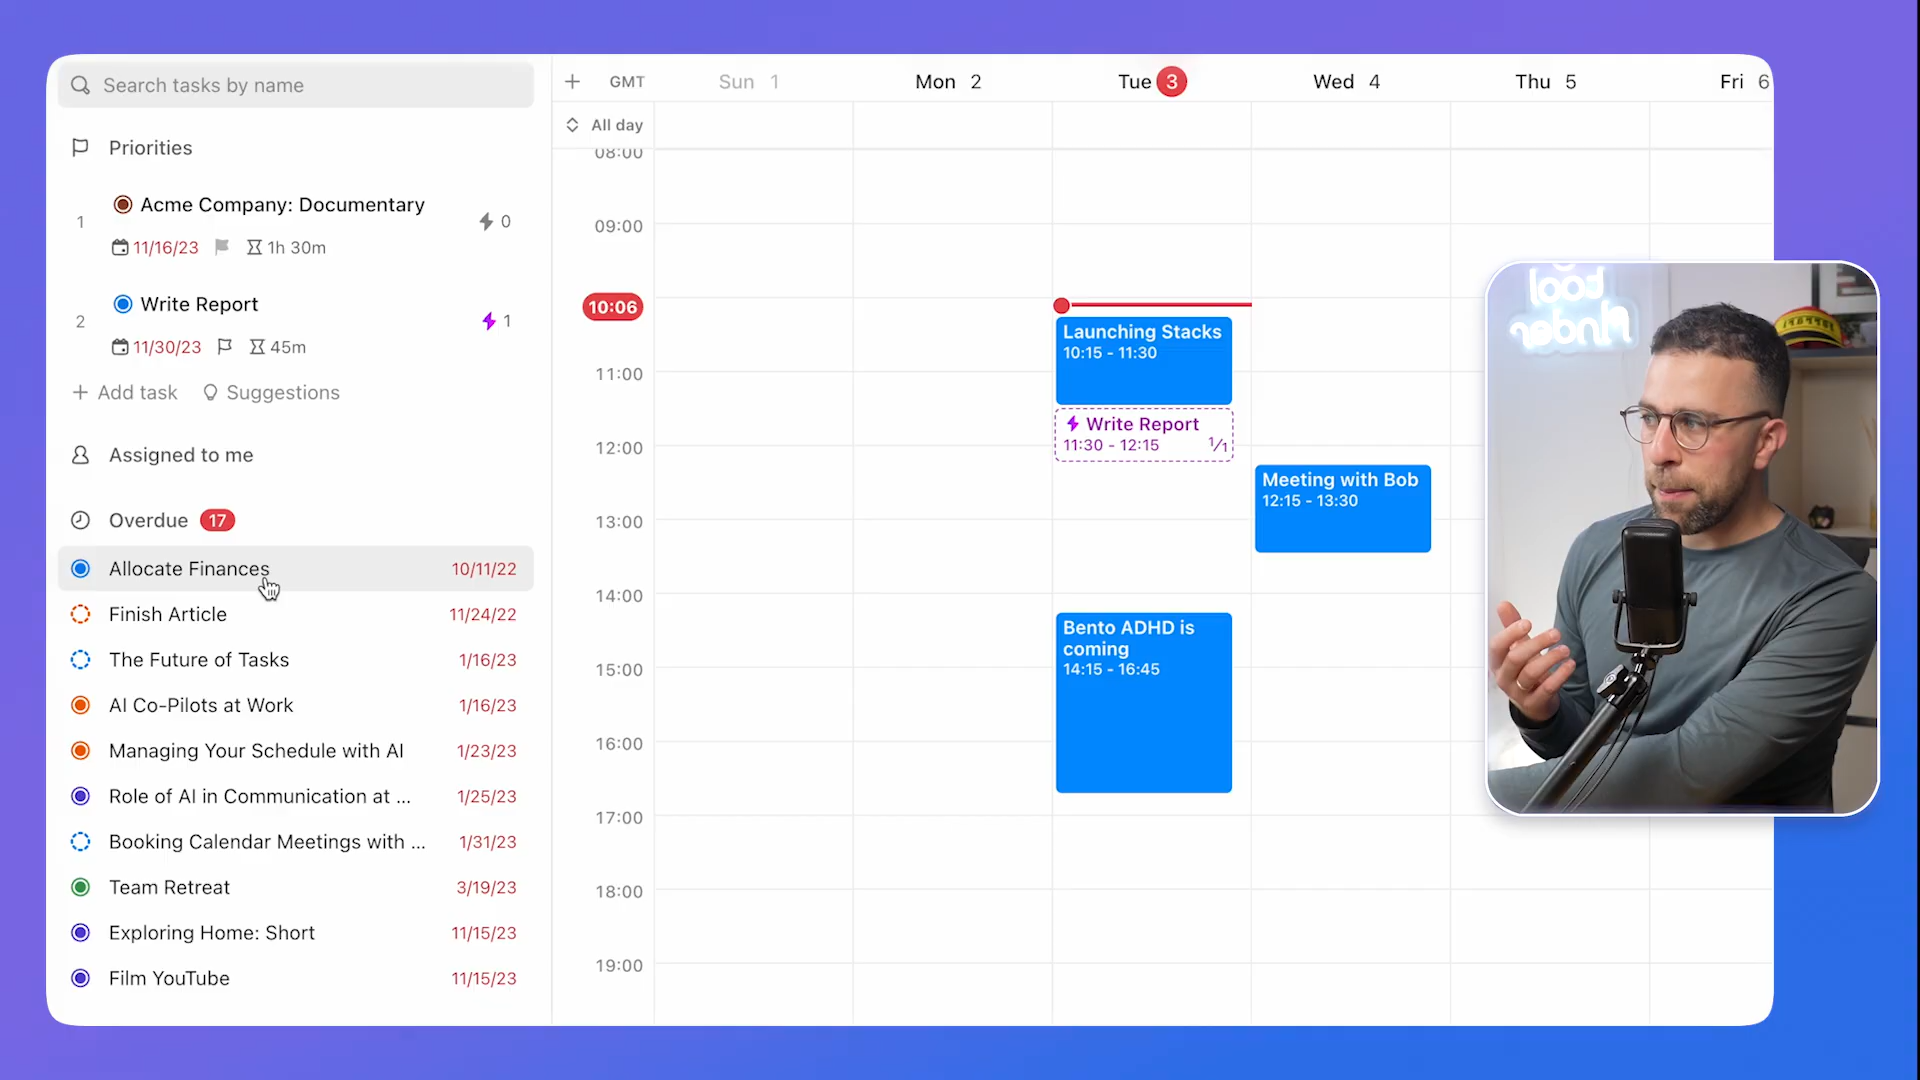 Search tasks by name
Priorities
1
Acme Company: Documentary
0
11/16/23
1h 30m
2
Write Report
1
11/30/23
45m
Add task
Suggestions
Assigned to me
Overdue 17
Allocate Finances 10/11/22
Finish Article 11/24/22
The Future of Tasks 1/16/23
AI Co-Pilots at Work 1/16/23
Managing Your Schedule with AI 1/23/23
Role of AI in Communication at ... 1/25/23
Booking Calendar Meetings with ... 1/31/23
Team Retreat 3/19/23
Exploring Home: Short 11/15/23
Film YouTube 11/15/23
GMT
Sun 1
Mon 2
Tue 3
Wed 4
Thu 5
Fri 6
All day
08:00
09:00
10:06
11:00
12:00
13:00
14:00
15:00
16:00
17:00
18:00
19:00
Launching Stacks
10:15 - 11:30
Write Report
11:30 - 12:15 1/1
Meeting with Bob
12:15 - 13:30
Bento ADHD is
coming
14:15 - 16:45